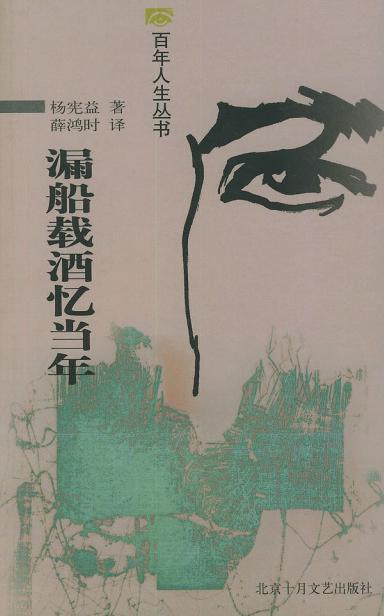 百年人生丛书
杨宪益 著
薛鸿时 译
漏船载酒忆当年
北京十月文艺出版社